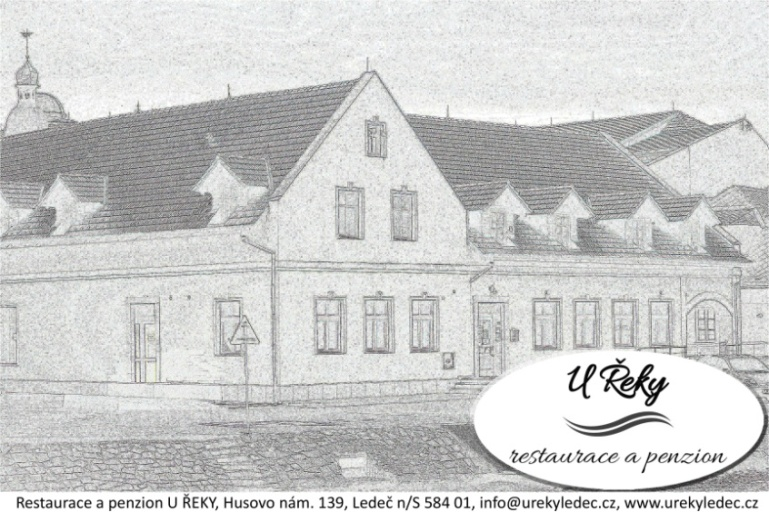 U Řeky
restaurace a penzion
Restaurace a penzion U ŘEKY, Husovo nám. 139, Ledeč n/S 584 01, info@urekyledec.cz, www.urekyledec.cz